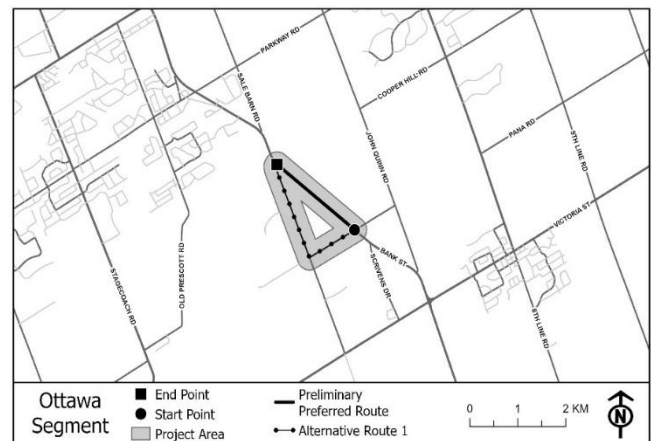 PARKWAY RD
SALE BARN RD
COOPER HILL RD
JOHN QUINN RD
PANA RD
9TH LINE RD
VICTORIA ST
BANK ST
SCRIVENS DR
OLD PRESCOTT RD
STAGECOACH RD
8TH LINE RD
Ottawa
Segment
End Point
Start Point
Project Area
Preliminary
Preferred Route
Alternative Route 1
0 1 2 KM
N